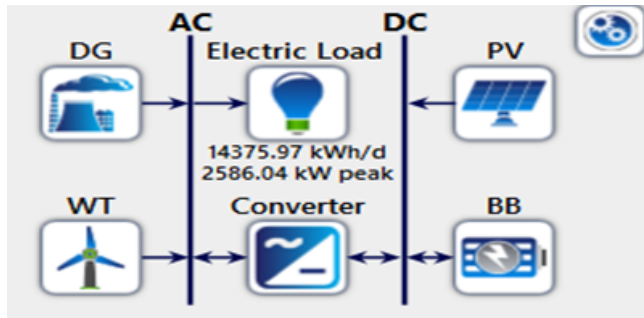 AC DC
DG Electric Load PV
14375.97 kWh/d
2586.04 kW peak
WT Converter BB